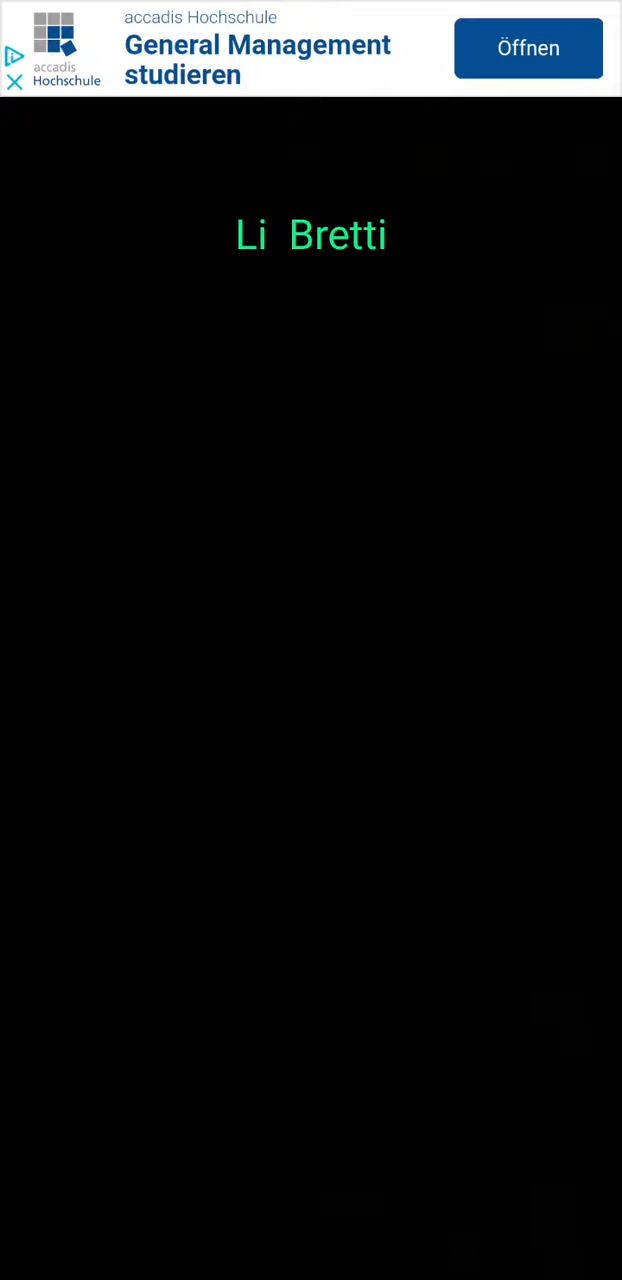 accadis Hochschule
General Management
studieren
Öffnen
accadis
Hochschule
Li  Bretti